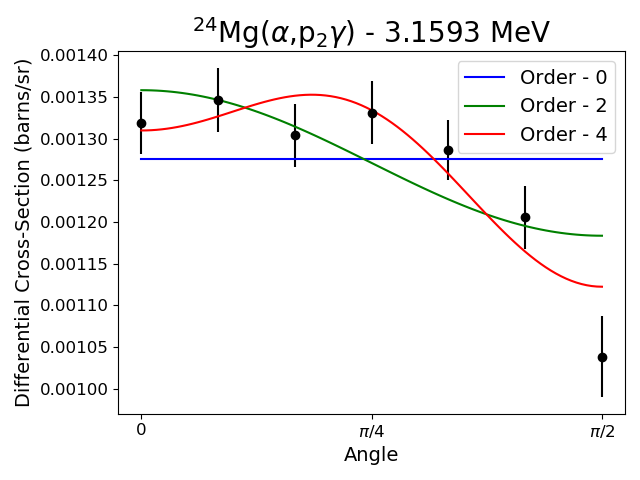 ²⁴Mg(α,p₂γ) - 3.1593 MeV
Differential Cross-Section (barns/sr)
0.00140
0.00135
0.00130
0.00125
0.00120
0.00115
0.00110
0.00105
0.00100
Order - 0
Order - 2
Order - 4
0
π/4
π/2
Angle